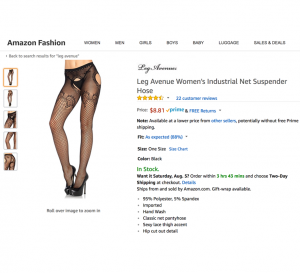 Amazon Fashion WOMEN MEN GIRLS BOYS BABY LUGGAGE SALES & DEALS
‹ Back to search results for "leg avenue"
Leg Avenue
Leg Avenue Women's Industrial Net Suspender
Hose
22 customer reviews
Price: $8.81 prime & FREE Returns
Note: Available at a lower price from other sellers, potentially without free Prime
shipping.
Fit: As expected (88%)
Size: One Size Size Chart
Color: Black
In Stock.
Want it Saturday, Aug. 5? Order within 3 hrs 43 mins and choose Two-Day
Shipping at checkout. Details
Ships from and sold by Amazon.com. Gift-wrap available.
• 95% Polyester, 5% Spandex
• Imported
• Hand Wash
• Classic net pantyhose
• Sexy lace thigh accent
• Hip cut out detail
Roll over image to zoom in